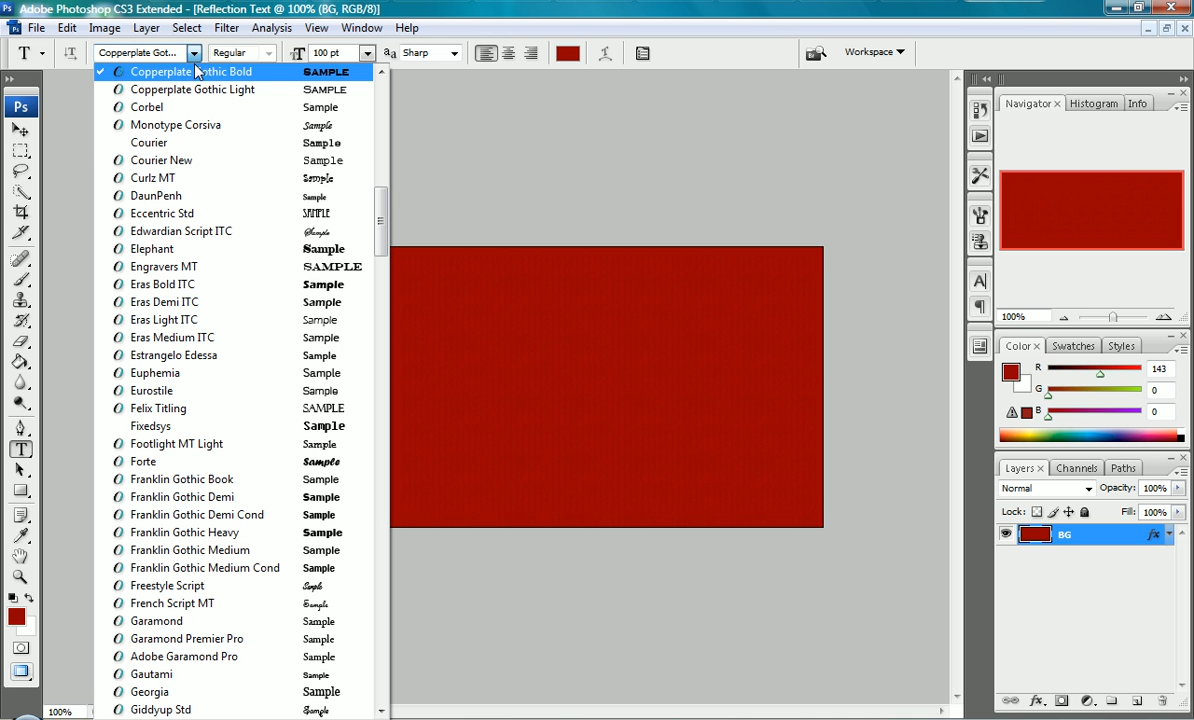 Ps Adobe Photoshop CS3 Extended - [Reflection Text @ 100% (BG, RGB/8)]
File Edit Image Layer Select Filter Analysis View Window Help
T Copperplate Got... Regular 100 pt Sharp Workspace
Copperplate Gothic Bold SAMPLE
Copperplate Gothic Light SAMPLE
Corbel Sample
Monotype Corsiva Sample
Courier Sample
Courier New Sample
Curlz MT Sample
DaunPenh Sample
Eccentric Std SAMPLE
Edwardian Script ITC Sample
Elephant Sample
Engravers MT SAMPLE
Eras Bold ITC Sample
Eras Demi ITC Sample
Eras Light ITC Sample
Eras Medium ITC Sample
Estrangelo Edessa Sample
Euphemia Sample
Eurostile Sample
Felix Titling SAMPLE
Fixedsys Sample
Footlight MT Light Sample
Forte Sample
Franklin Gothic Book Sample
Franklin Gothic Demi Sample
Franklin Gothic Demi Cond Sample
Franklin Gothic Heavy Sample
Franklin Gothic Medium Sample
Franklin Gothic Medium Cond Sample
Freestyle Script Sample
French Script MT Sample
Garamond Sample
Garamond Premier Pro Sample
Adobe Garamond Pro Sample
Gautami Sample
Georgia Sample
Giddyup Std Sample
100%
Ps
Navigator Histogram Info
100%
Color Swatches Styles
R 143
G 0
B 0
Layers Channels Paths
Normal Opacity: 100%
Lock: Fill: 100%
BG fx